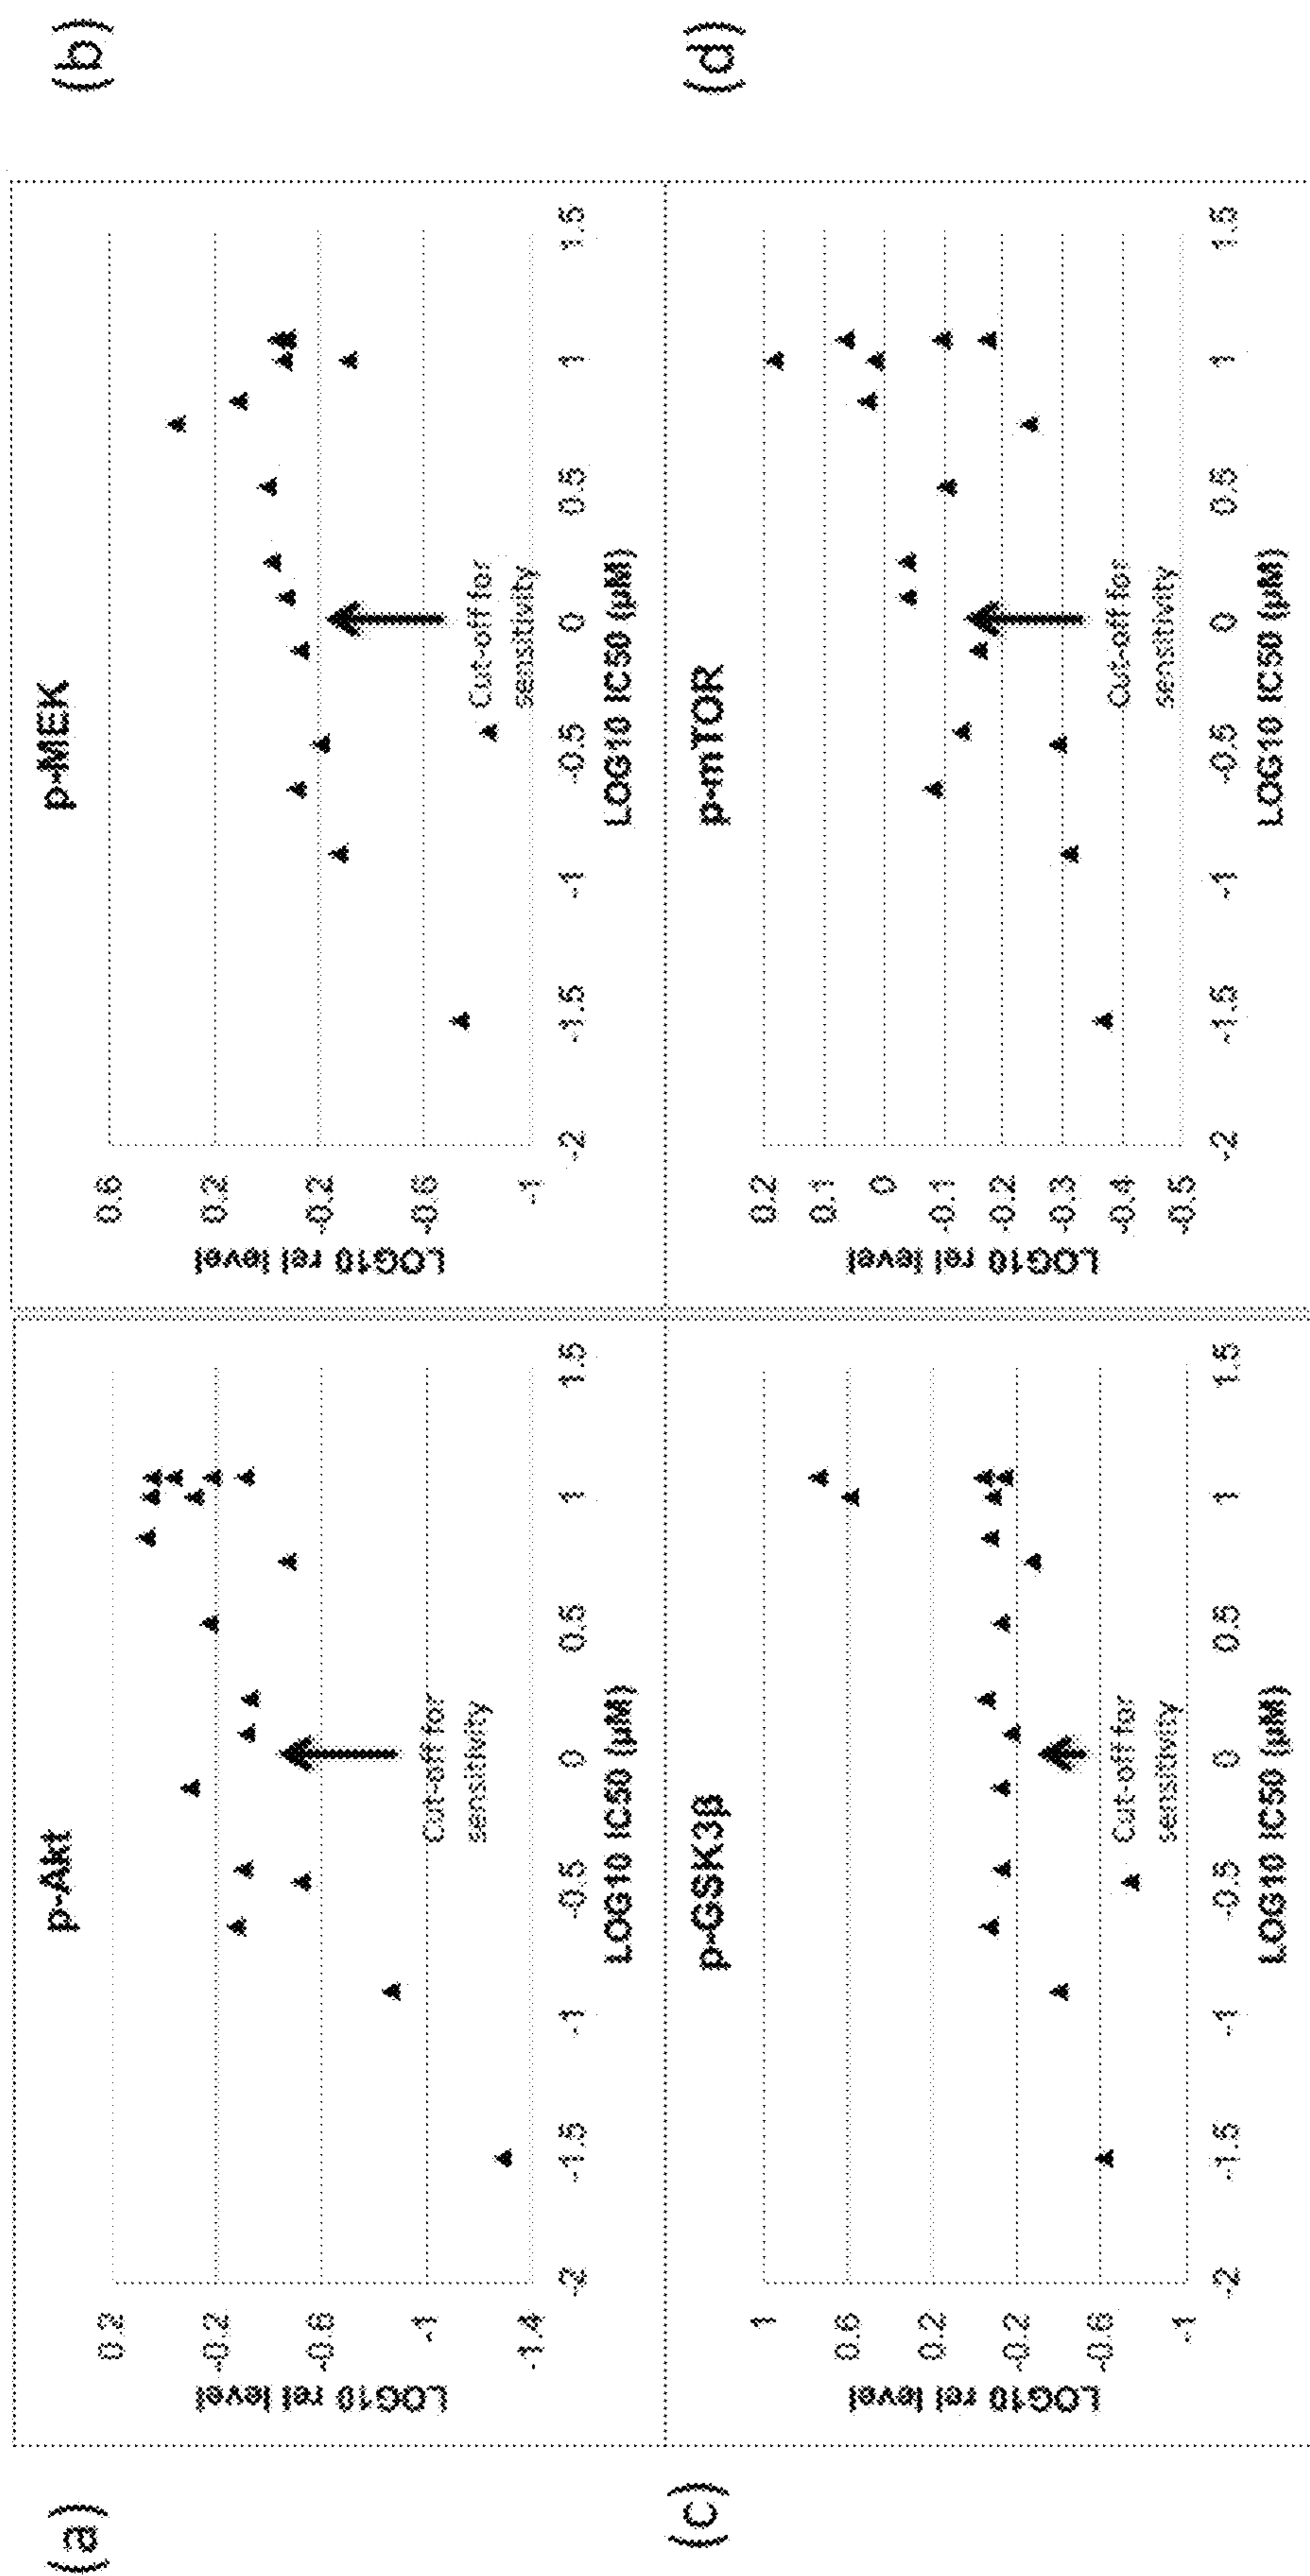 (a)
p-Akt
LOG10 rel level
0.2
-0.2
-0.6
-1
-1.4
-2
-1.5
-1
-0.5
0
0.5
1
1.5
LOG10 IC50 (µM)
Cut-off for
sensitivity
(b)
p-MEK
LOG10 rel level
0.6
0.2
-0.2
-0.6
-1
-2
-1.5
-1
-0.5
0
0.5
1
1.5
LOG10 IC50 (µM)
Cut-off for
sensitivity
(c)
p-GSK3β
LOG10 rel level
1
0.6
0.2
-0.2
-0.6
-1
-2
-1.5
-1
-0.5
0
0.5
1
1.5
LOG10 IC50 (µM)
Cut-off for
sensitivity
(d)
p-mTOR
LOG10 rel level
0.2
0.1
0
-0.1
-0.2
-0.3
-0.4
-0.5
-2
-1.5
-1
-0.5
0
0.5
1
1.5
LOG10 IC50 (µM)
Cut-off for
sensitivity